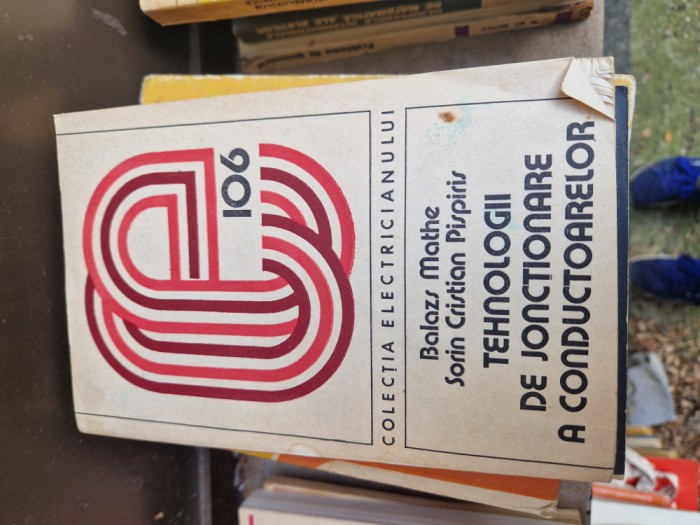 106
COLECȚIA ELECTRICIANULUI
Balazs Mathe
Sorin Cristian Pispiris
TEHNOLOGII
DE JONCȚIONARE
A CONDUCTOARELOR